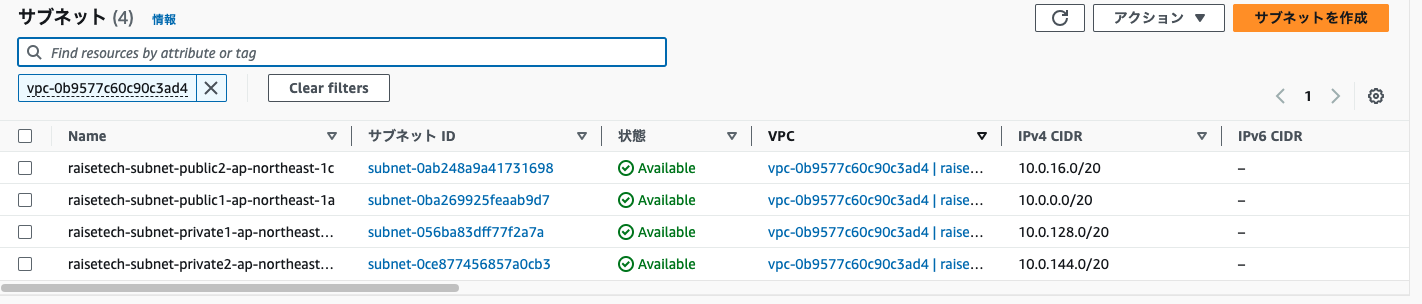 サブネット (4) 情報
アクション ▼ サブネットを作成
Find resources by attribute or tag
vpc-0b9577c60c90c3ad4 Clear filters
1
Name サブネット ID 状態 VPC IPv4 CIDR IPv6 CIDR
raisetech-subnet-public2-ap-northeast-1c subnet-0ab248a9a41731698 Available vpc-0b9577c60c90c3ad4 | raise… 10.0.16.0/20 –
raisetech-subnet-public1-ap-northeast-1a subnet-0ba269925feaab9d7 Available vpc-0b9577c60c90c3ad4 | raise… 10.0.0.0/20 –
raisetech-subnet-private1-ap-northeast… subnet-056ba83dff77f2a7a Available vpc-0b9577c60c90c3ad4 | raise… 10.0.128.0/20 –
raisetech-subnet-private2-ap-northeast… subnet-0ce877456857a0cb3 Available vpc-0b9577c60c90c3ad4 | raise… 10.0.144.0/20 –